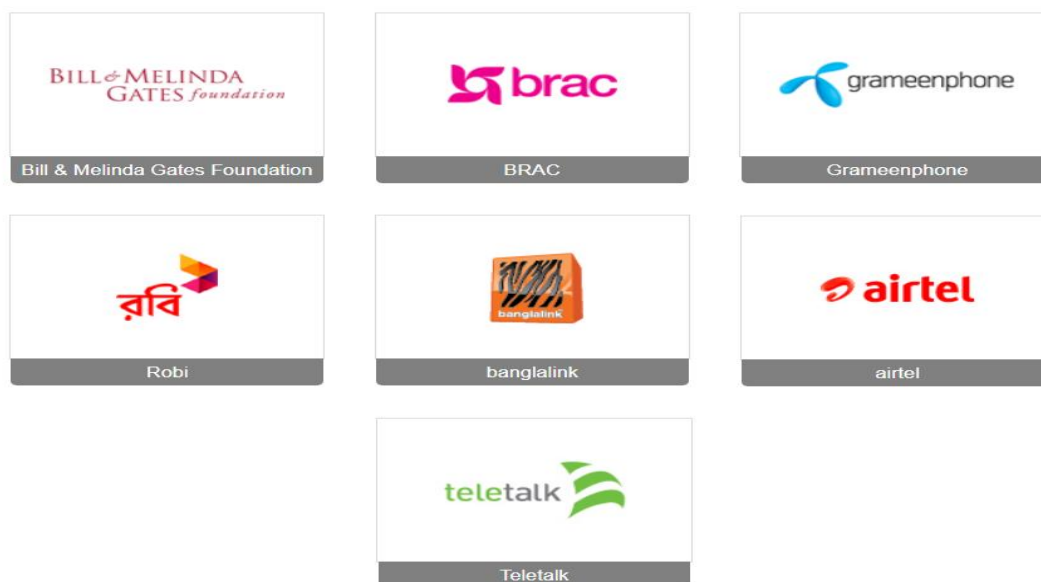 BILL & MELINDA
GATES foundation
brac
grameenphone
Bill & Melinda Gates Foundation
BRAC
Grameenphone
রবি
banglalink
airtel
Robi
banglalink
airtel
teletalk
Teletalk